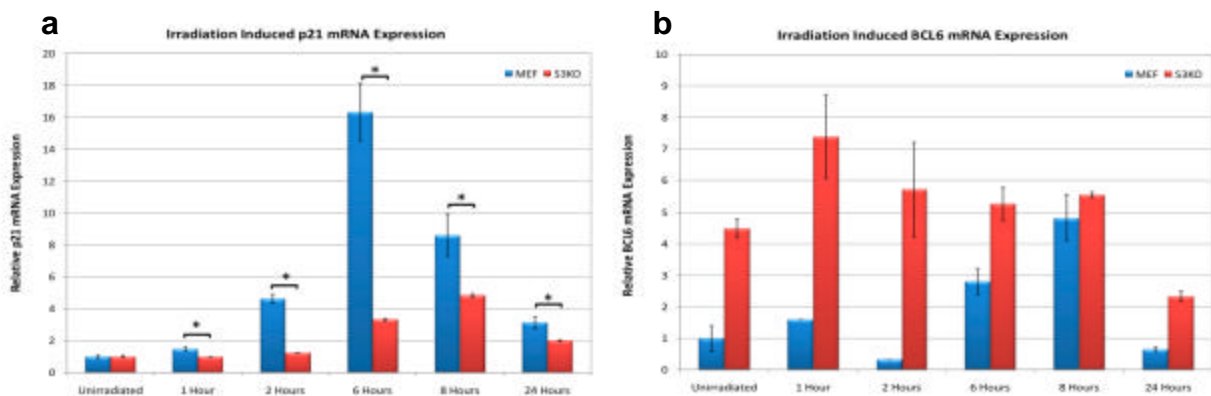 a
Irradiation Induced p21 mRNA Expression
MEF S3KO
Relative p21 mRNA Expression
20
18
16
14
12
10
8
6
4
2
0
*
*
*
*
*
Unirradiated 1 Hour 2 Hours 6 Hours 8 Hours 24 Hours
b
Irradiation Induced BCL6 mRNA Expression
MEF S3KO
Relative BCL6 mRNA Expression
10
9
8
7
6
5
4
3
2
1
0
Unirradiated 1 Hour 2 Hours 6 Hours 8 Hours 24 Hours